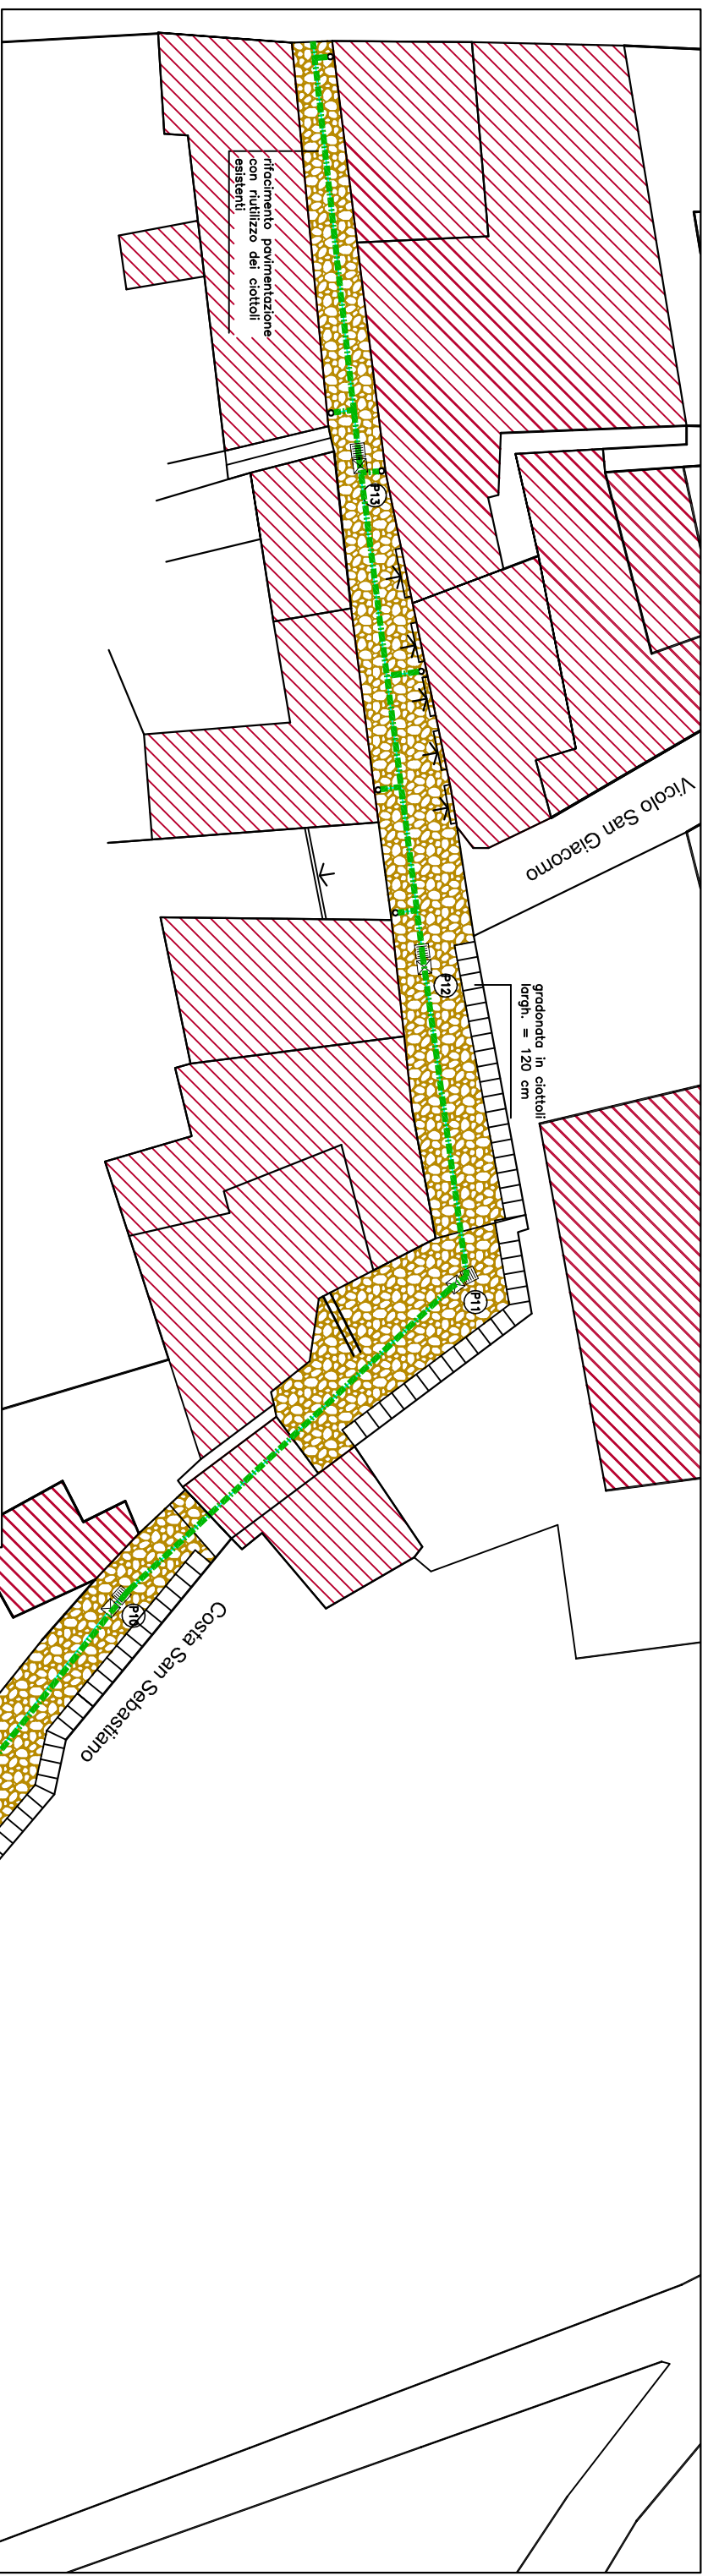 rifacimento pavimentazione
con riutilizzo dei ciottoli
esistenti
P13
Vicolo San Giacomo
P12
gradonata in ciottoli
largh. = 120 cm
P11
P10
Costa San Sebastiano